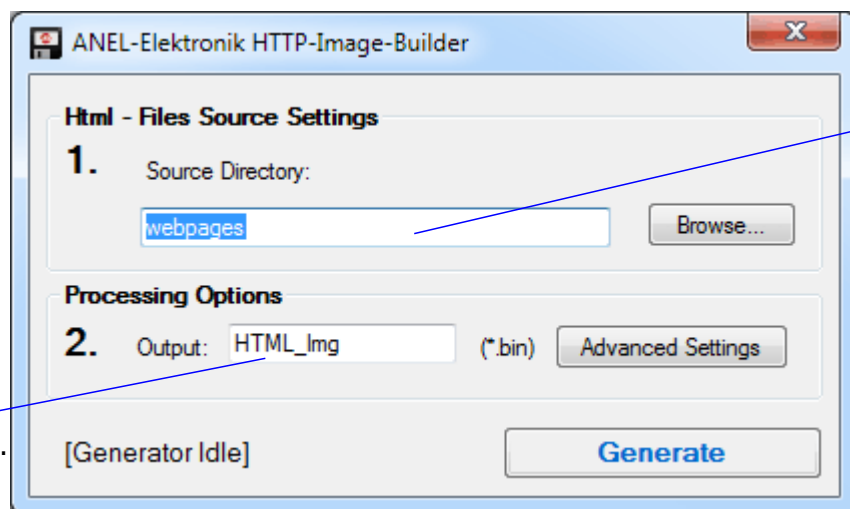 ANEL-Elektronik HTTP-Image-Builder
Html - Files Source Settings
1.
Source Directory:
webpages
Browse...
Processing Options
2.
Output:
HTML_Img
(*.bin)
Advanced Settings
.
[Generator Idle]
Generate